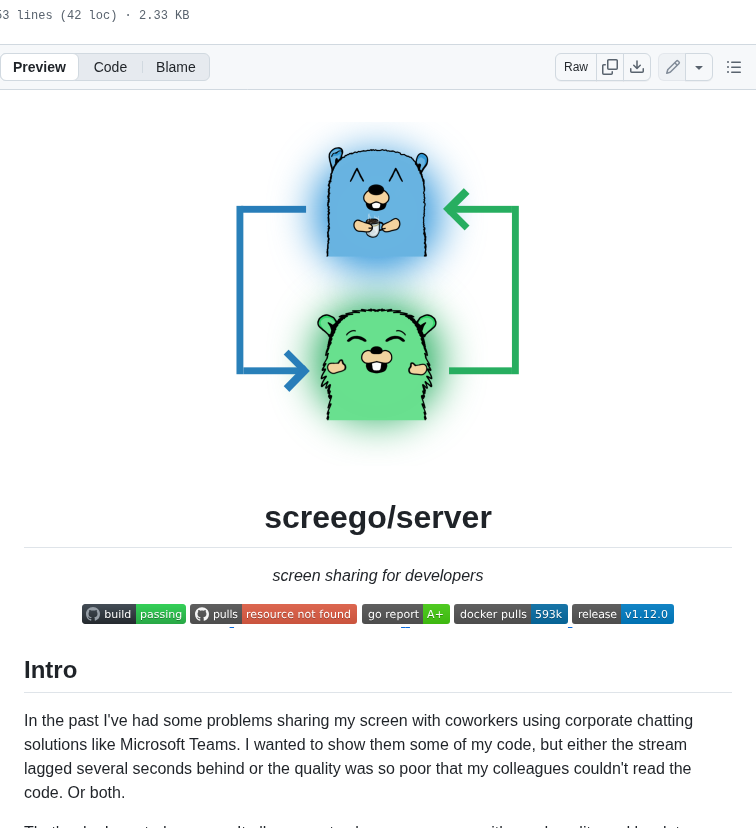 53 lines (42 loc) · 2.33 KB
Preview Code Blame Raw
screego/server
screen sharing for developers
build passing pulls resource not found go report A+ docker pulls 593k release v1.12.0
Intro
In the past I've had some problems sharing my screen with coworkers using corporate chatting
solutions like Microsoft Teams. I wanted to show them some of my code, but either the stream
lagged several seconds behind or the quality was so poor that my colleagues couldn't read the
code. Or both.